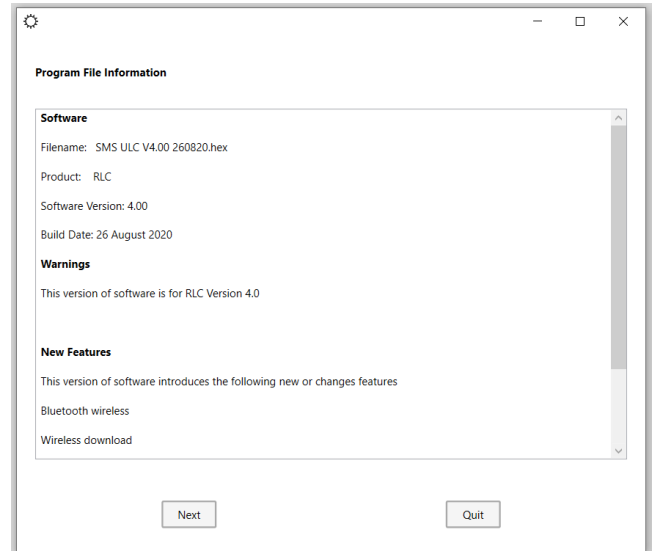 Program File Information
Software
Filename: SMS ULC V4.00 260820.hex
Product: RLC
Software Version: 4.00
Build Date: 26 August 2020
Warnings
This version of software is for RLC Version 4.0
New Features
This version of software introduces the following new or changes features
Bluetooth wireless
Wireless download
Next
Quit